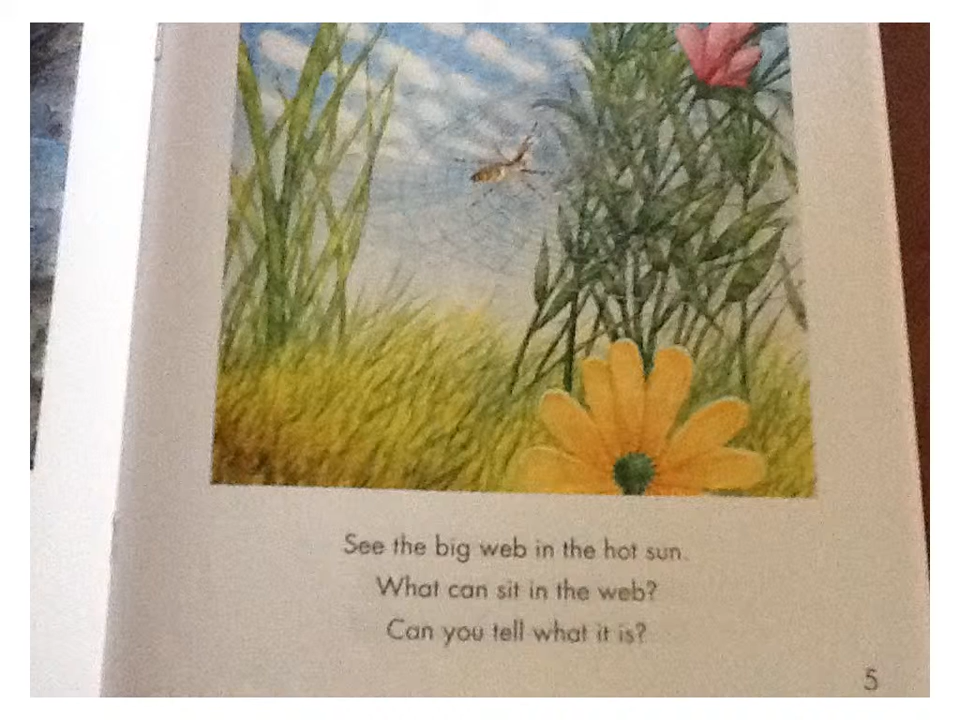 See the big web in the hot sun.
What can sit in the web?
Can you tell what it is?
5